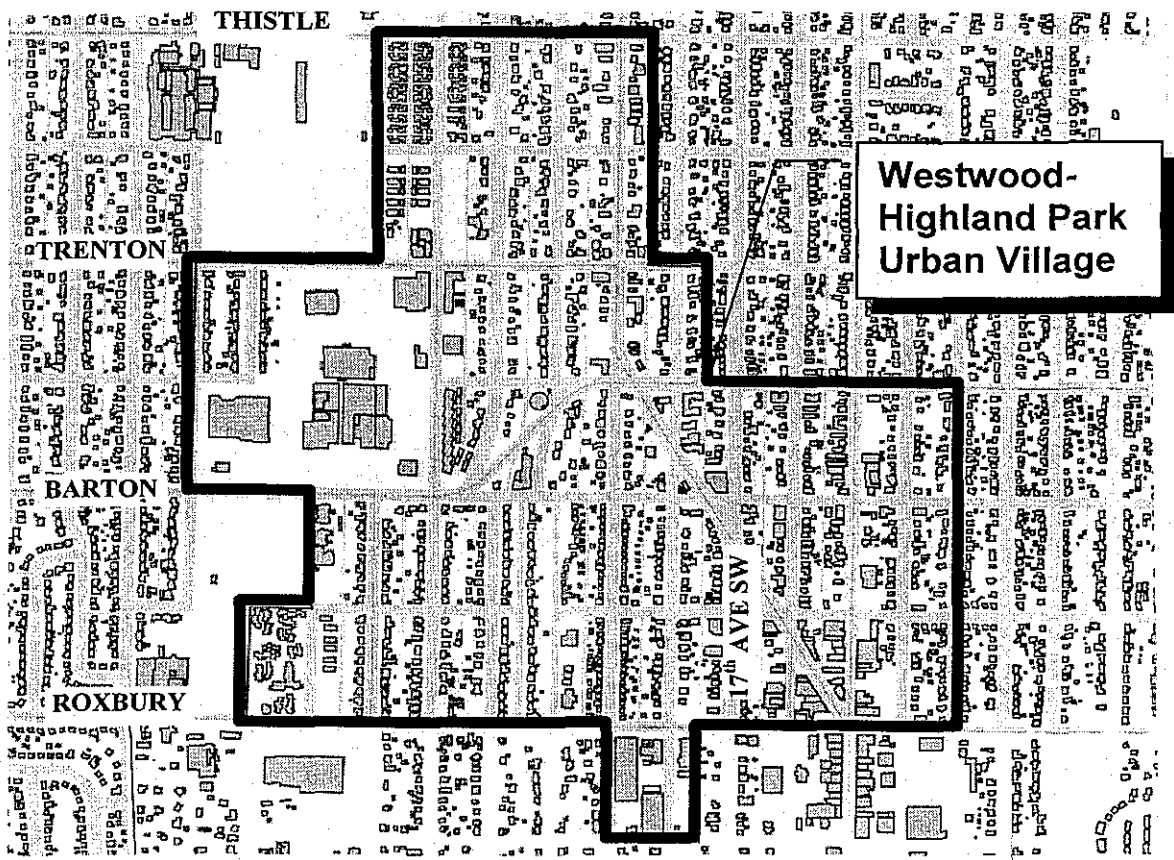 THISTLE
Westwood-
Highland Park
Urban Village
TRENTON
BARTON
17th AVE SW
ROXBURY